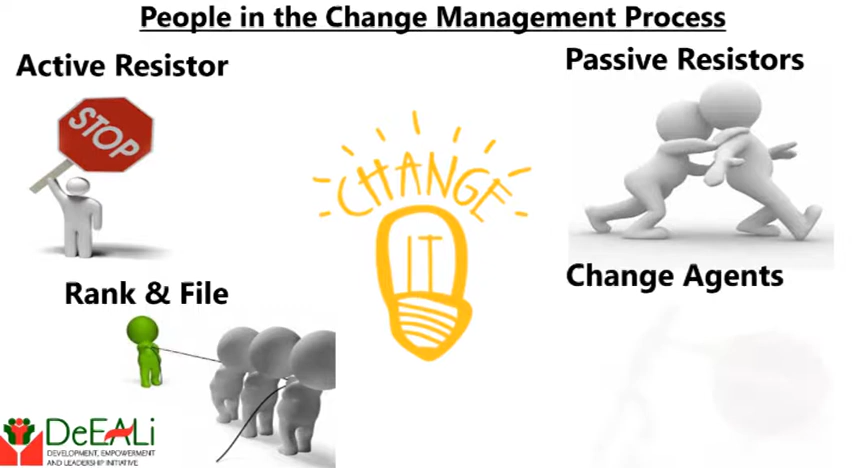 People in the Change Management Process
Active Resistor
Passive Resistors
STOP
CHANGE
IT
Rank & File
Change Agents
DeEALi
DEVELOPMENT, EMPOWERMENT
AND LEADERSHIP INITIATIVE